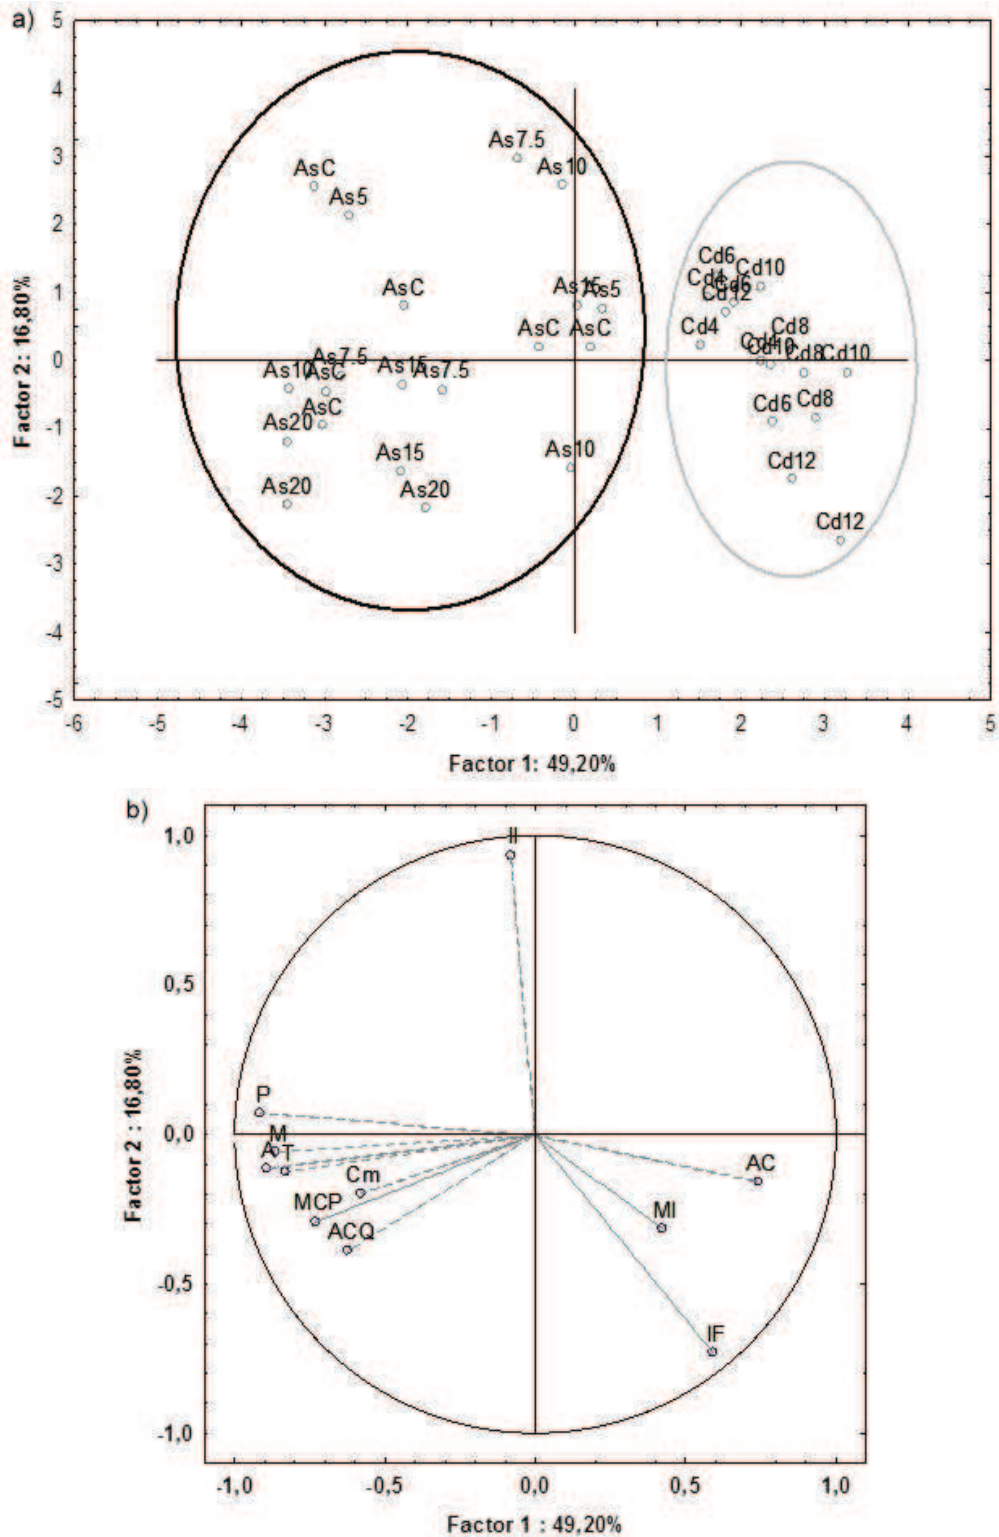 a)
5
4
3
2
1
0
-1
-2
-3
-4
-5
Factor 2: 16,80%
As7.5
As10
AsC
As5
AsC
As15
As5
AsC
AsC
As7.5
As10
AsC
As15
As7.5
AsC
As20
As15
As10
As20
As20
Cd6
Cd10
Cd4
Cd6
Cd12
Cd4
Cd8
Cd4
Cd10
Cd8
Cd10
Cd6
Cd8
Cd12
Cd12
-6 -5 -4 -3 -2 -1 0 1 2 3 4 5
Factor 1: 49,20%
b)
1,0
0,5
0,0
-0,5
-1,0
Factor 2 : 16,80%
II
P
M
A
T
Cm
MCP
ACQ
AC
MI
IF
-1,0 -0,5 0,0 0,5 1,0
Factor 1 : 49,20%